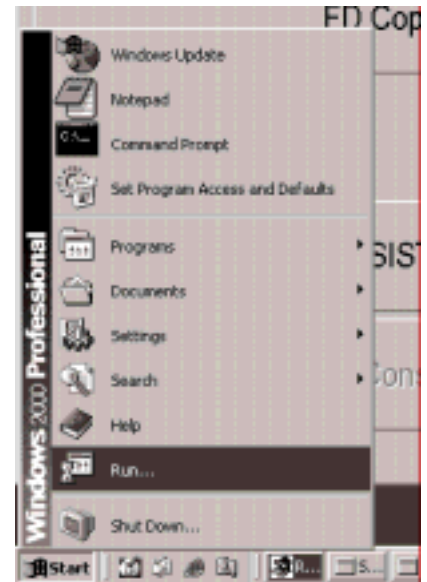 FD Cop
Windows Update
Notepad
C:\_
Command Prompt
Set Program Access and Defaults
Programs
SIST
Documents
Settings
Search
Cons
Help
Run...
Shut Down...
Windows 2000 Professional
Start
R...
S...